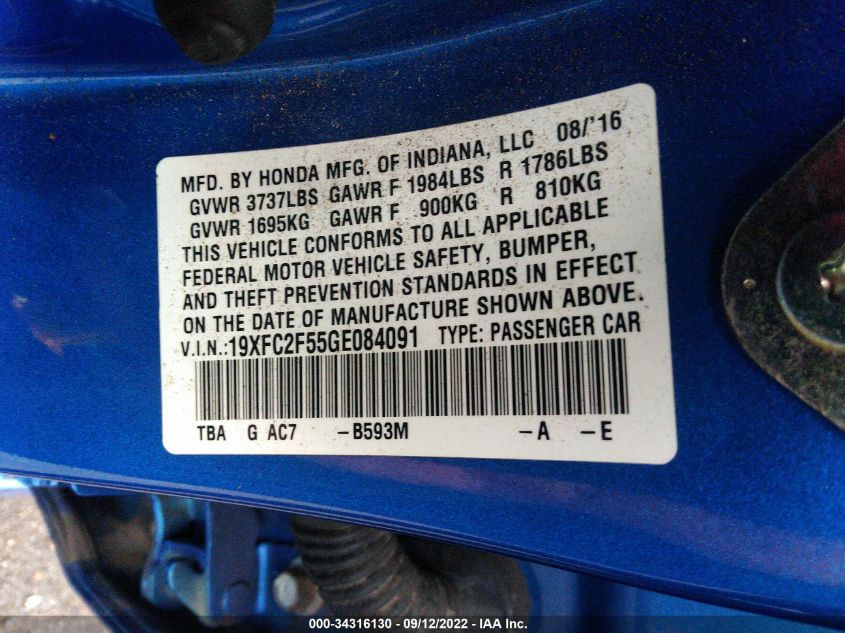 MFD. BY HONDA MFG. OF INDIANA, LLC 08/'16
GVWR 3737LBS GAWR F 1984LBS R 1786LBS
GVWR 1695KG GAWR F 900KG R 810KG
THIS VEHICLE CONFORMS TO ALL APPLICABLE
FEDERAL MOTOR VEHICLE SAFETY, BUMPER,
AND THEFT PREVENTION STANDARDS IN EFFECT
ON THE DATE OF MANUFACTURE SHOWN ABOVE.
V.I.N.:19XFC2F55GE084091 TYPE: PASSENGER CAR
TBA G AC7 –B593M –A –E
000-34316130 - 09/12/2022 - IAA Inc.